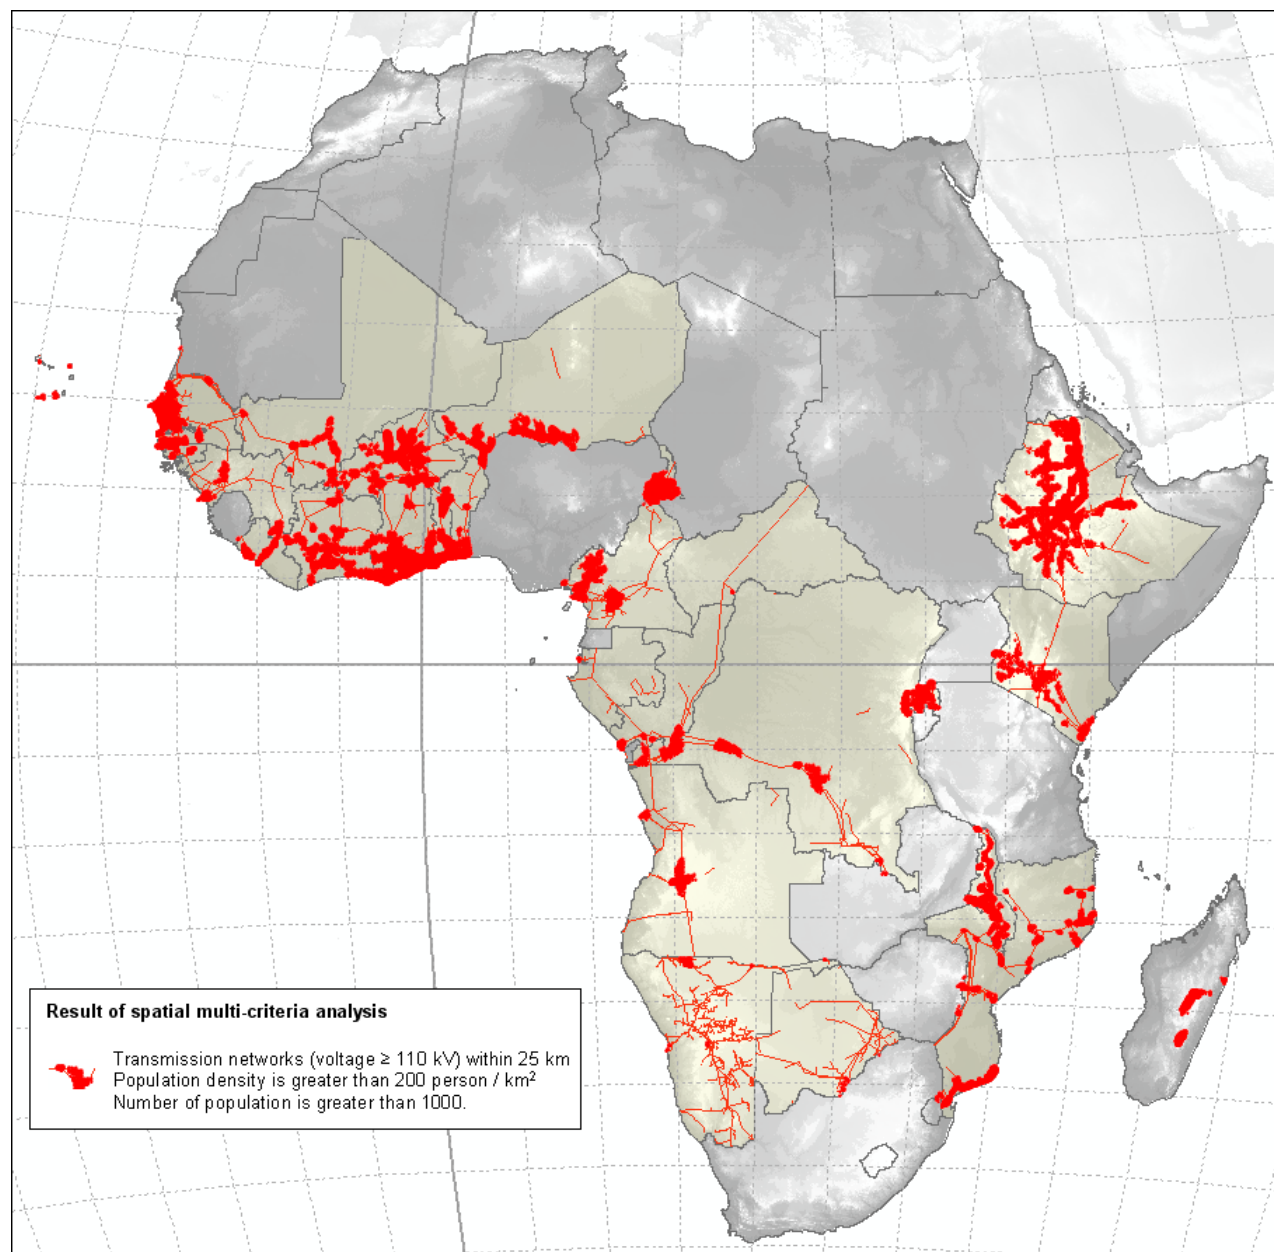 Result of spatial multi-criteria analysis
Transmission networks (voltage ≥ 110 kV) within 25 km
Population density is greater than 200 person / km²
Number of population is greater than 1000.